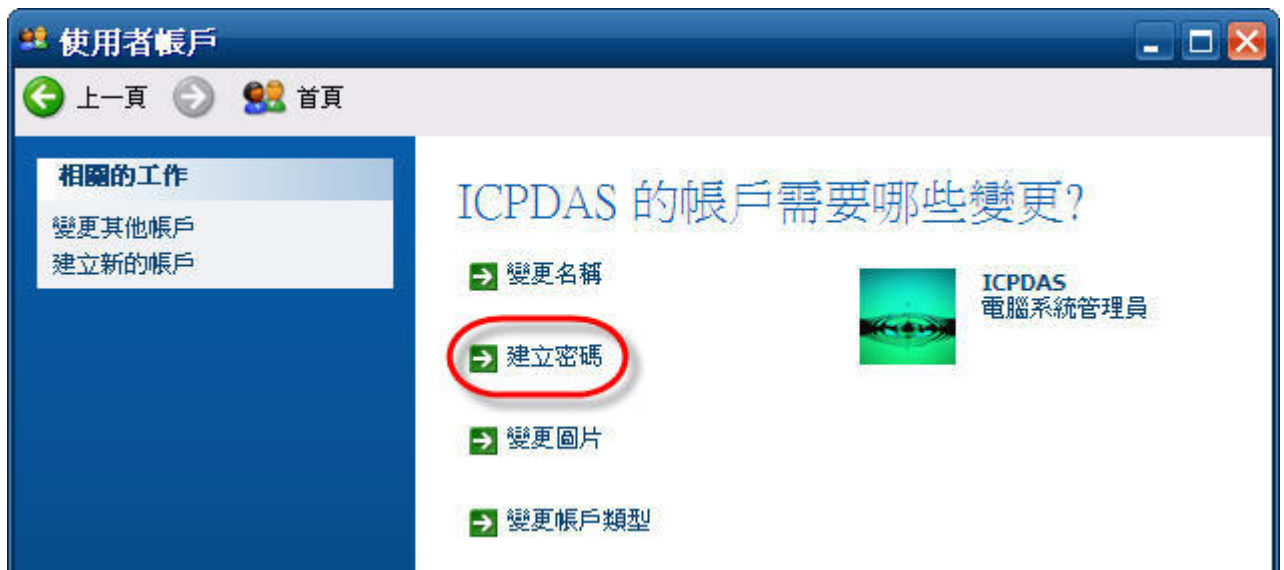 使用者帳戶
上一頁 首頁
相關的工作
變更其他帳戶
建立新的帳戶
ICPDAS 的帳戶需要哪些變更?
變更名稱
ICPDAS
電腦系統管理員
建立密碼
變更圖片
變更帳戶類型